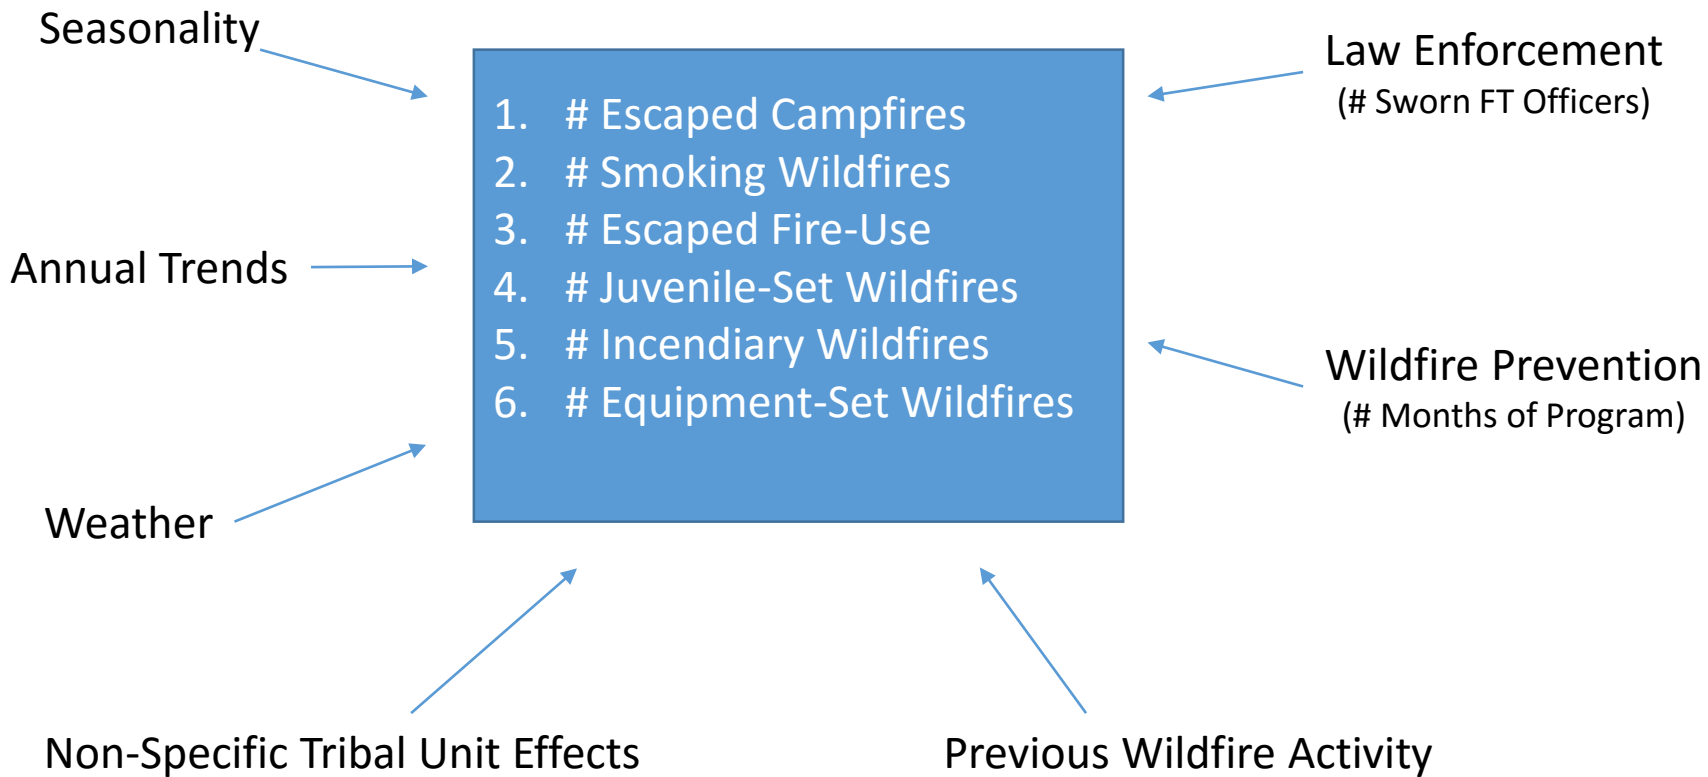 Seasonality
Annual Trends
Weather
1. # Escaped Campfires
2. # Smoking Wildfires
3. # Escaped Fire-Use
4. # Juvenile-Set Wildfires
5. # Incendiary Wildfires
6. # Equipment-Set Wildfires
Law Enforcement
(# Sworn FT Officers)
Wildfire Prevention
(# Months of Program)
Non-Specific Tribal Unit Effects
Previous Wildfire Activity